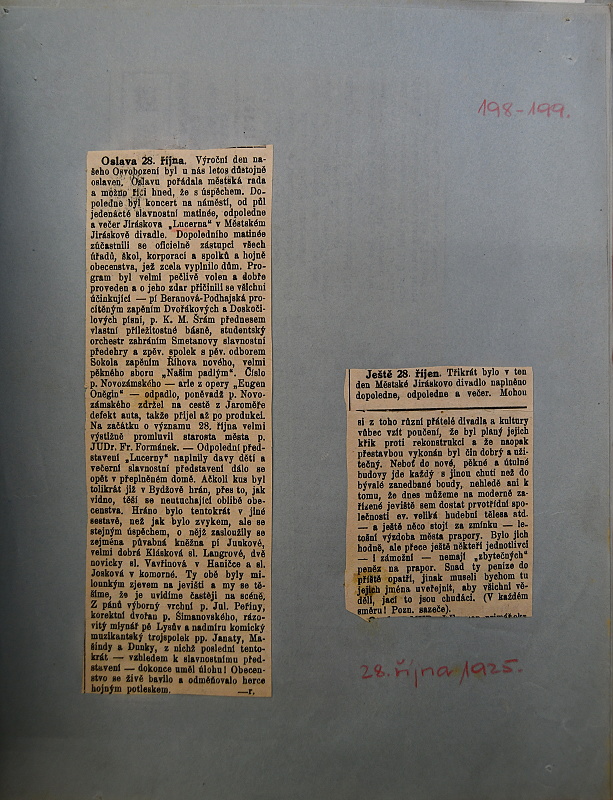 198-199.
Oslava 28. října. Výroční den na-
šeho Osvobození byl u nás letos důstojně
oslaven. Oslavu pořádala městská rada
a možno říci hned, že s úspěchem. Do-
poledne byl koncert na náměstí, od půl
jedenácté slavnostní matinée, odpoledne
a večer Jiráskova „Lucerna" v Městském
Jiráskově divadle. Dopoledního matinée
zúčastnili se oficielně zástupci všech
úřadů, škol, korporací a spolků a hojně
obecenstva, jež zcela vyplnilo dům. Pro-
gram byl velmi pečlivě volen a dobře
proveden a o jeho zdar přičinili se všichni
účinkující — pí Beranová-Podhajská pro-
cítěným zapěním Dvořákových a Doskoči-
lových písní, p. K. M. Šrám přednesem
vlastní příležitostné básně, studentský
orchestr zahráním Smetanovy slavnostní
předehry a zpěv. spolek s pěv. odborem
Sokola zapěním Říhova nového, velmi
pěkného sboru „Našim padlým". Číslo
p. Novozámského — arie z opery „Eugen
Oněgin" — odpadlo, poněvadž p. Novo-
zámského zdržel na cestě z Jaroměře
defekt auta, takže přijel až po produkci.
Na začátku o významu 28. října velmi
výstižně promluvil starosta města p.
JUDr. Fr. Formánek. — Odpolední před-
stavení „Lucerny" naplnily davy dětí a
večerní slavnostní představení dálo se
opět v přeplněném domě. Ačkoli kus byl
tolikrát již v Bydžově hrán, přes to, jak
vidno, těší se neutuchající oblibě obe-
censtva. Hráno bylo tentokrát v jiné
sestavě, než jak bylo zvykem, ale se
stejným úspěchem, o nějž zasloužily se
zejména půvabná kněžna pí Junkové,
velmi dobrá Klásková sl. Langrové, dvě
novicky sl. Vavřinová v Haničce a sl.
Josková v komorné. Ty obě byly mi-
lounkým zjevem na jevišti a my se tě-
šíme, že je uvidíme častěji na scéně.
Z pánů výborný vrchní p. Jul. Peřiny,
korektní dvořan p. Šimanovského, rázo-
vitý mlynář pě Lysův a nadmíru komický
muzikantský trojspolek pp. Janaty, Ma-
šindy a Dunky, z nichž poslední tento-
krát — vzhledem k slavnostnímu před-
stavení — dokonce uměl úlohu! Obecen-
stvo se živě bavilo a odměňovalo herce
hojným potleskem. —r.
Ještě 28. říjen. Třikrát bylo v ten
den Městské Jiráskovo divadlo naplněno
dopoledne, odpoledne a večer. Mohou
si z toho různí přátelé divadla a kultury
vůbec vzít poučení, že byl planý jejich
křik proti rekonstrukci a že naopak
přestavbou vykonán byl čin dobrý a uži-
tečný. Neboť do nové, pěkné a útulné
budovy jde každý s jinou chutí než do
bývalé zanedbané boudy, nehledě ani k
tomu, že dnes můžeme na moderně za-
řízené jeviště sem dostat prvotřídní spo-
lečnosti ev. veliká hudební tělesa atd.
— a ještě něco stojí za zmínku — le-
tošní výzdoba města prapory. Bylo jich
hodně, ale přece ještě někteří jednotlivci
— i zámožní — nemají „zbytečných"
peněz na prapor. Snad ty peníze do
příště opatří, jinak museli bychom tu
jejich jména uveřejnit, aby všichni vě-
děli, jací to jsou chudáci. (V každém
směru! Pozn. sazeče).
28. října 1925.